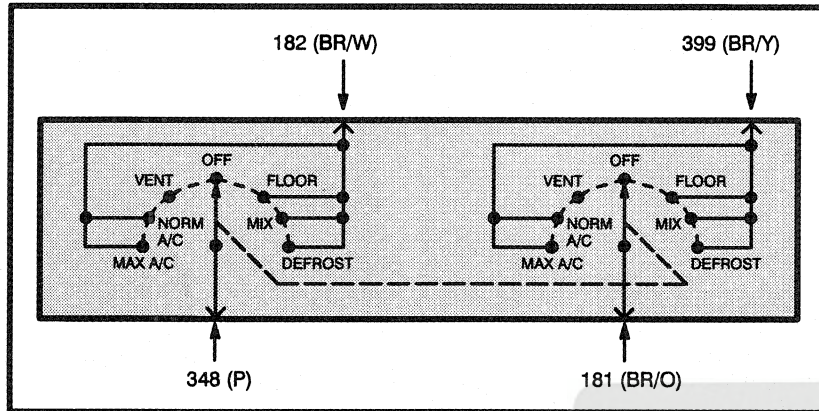 182 (BR/W)
399 (BR/Y)
OFF
OFF
VENT
FLOOR
VENT
FLOOR
NORM
A/C
MIX
NORM
A/C
MIX
MAX A/C
DEFROST
MAX A/C
DEFROST
348 (P)
181 (BR/O)